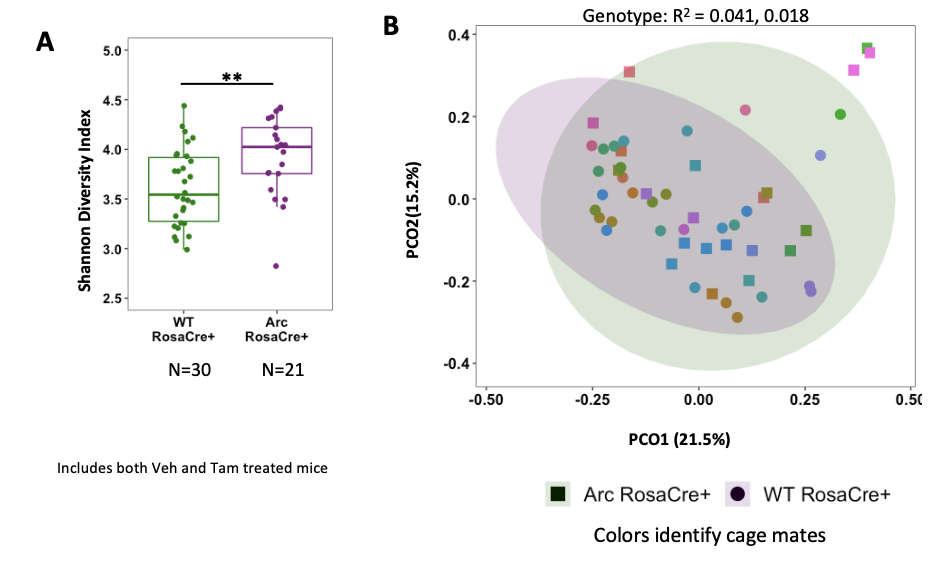 A
B
Genotype: R² = 0.041, 0.018
**
Shannon Diversity Index
5.0
4.5
4.0
3.5
3.0
2.5
WT
RosaCre+
Arc
RosaCre+
N=30
N=21
Includes both Veh and Tam treated mice
PCO2(15.2%)
0.4
0.2
0.0
-0.2
-0.4
-0.50
-0.25
0.00
0.25
0.50
PCO1 (21.5%)
Arc RosaCre+
WT RosaCre+
Colors identify cage mates